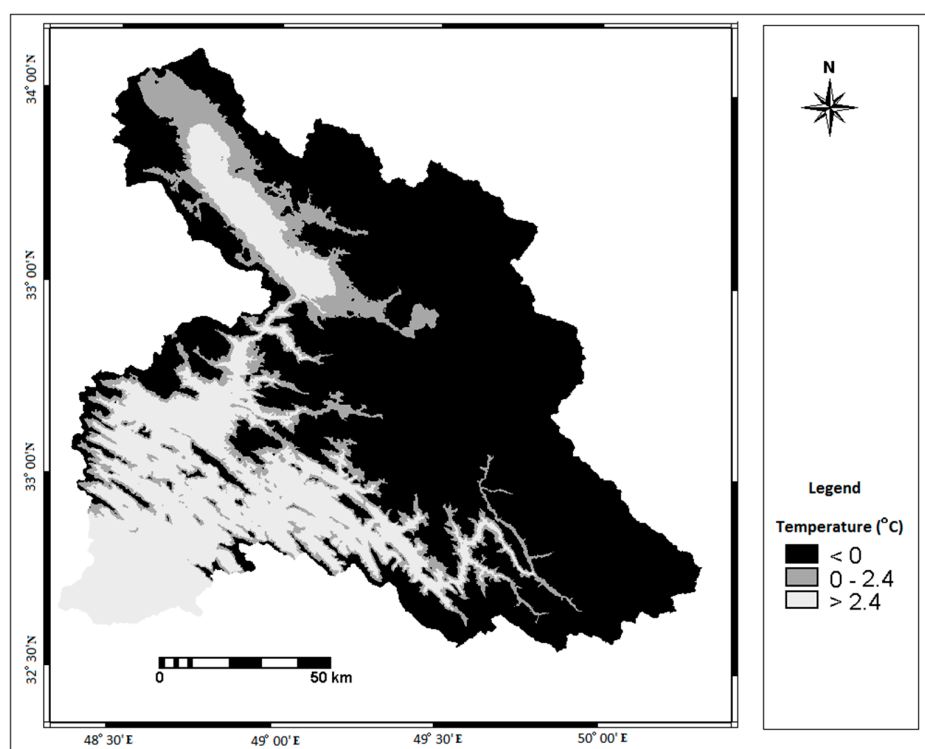 N
34° 00'N
33° 00'N
33° 00'N
32° 30'N
48° 30' E
49° 00' E
49° 30' E
50° 00' E
50 km
0
Legend
Temperature (°C)
< 0
0 - 2.4
> 2.4